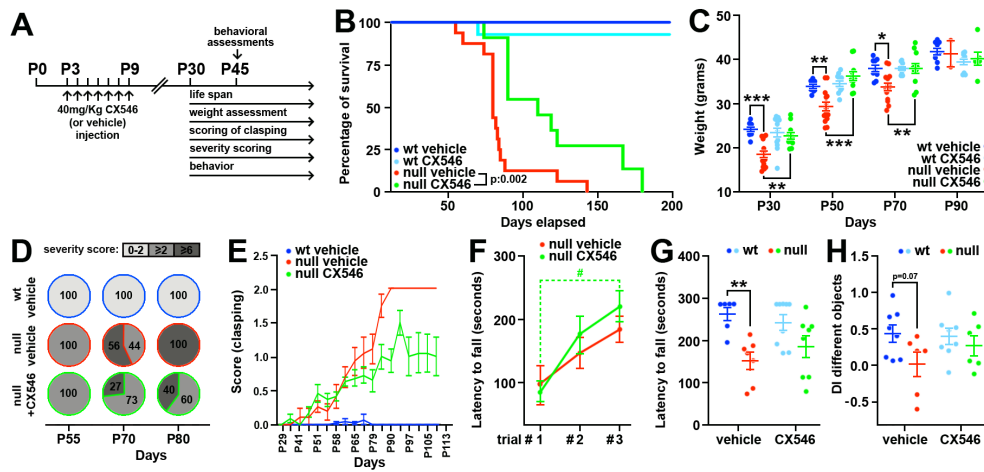 A
behavioral
assessments
P0 P3 P9 P30 P45
40mg/Kg CX546
(or vehicle)
injection
life span
weight assessment
scoring of clasping
severity scoring
behavior
B
Percentage of survival
100
75
50
25
0
0 50 100 150 200
Days elapsed
wt vehicle
wt CX546
null vehicle
null CX546
p:0.002
C
Weight (grams)
50
40
30
20
10
***
**
**
***
*
**
P30 P50 P70 P90
Days
wt vehicle
wt CX546
null vehicle
null CX546
D
severity score: 0-2 ≥2 ≥6
wt
vehicle
100 100 100
null
vehicle
100 56 44 100
null
+CX546
100 27 73 40 60
P55 P70 P80
Days
E
Score (clasping)
2.5
2.0
1.5
1.0
0.5
0.0
wt vehicle
null vehicle
null CX546
P29 P41 P51 P58 P65 P79 P90 P97 P105 P113
Days
F
Latency to fall (seconds)
300
200
100
null vehicle
null CX546
#
trial # 1 #2 #3
G
Latency to fall (seconds)
400
300
200
100
0
wt null
**
vehicle CX546
H
DI different objects
1.5
1.0
0.5
0.0
-0.5
wt null
p=0.07
vehicle CX546